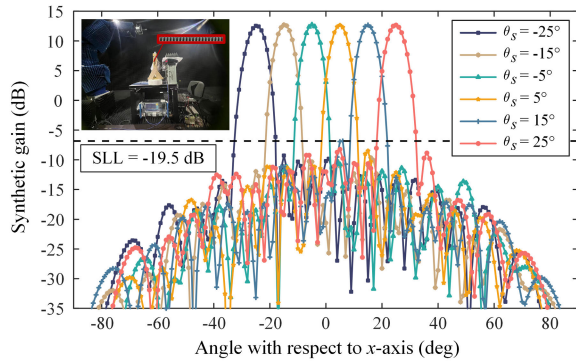 15
10
5
0
-5
-10
-15
-20
-25
-30
-35
Synthetic gain (dB)
SLL = -19.5 dB
θS = -25°
θS = -15°
θS = -5°
θS = 5°
θS = 15°
θS = 25°
-80 -60 -40 -20 0 20 40 60 80
Angle with respect to x-axis (deg)